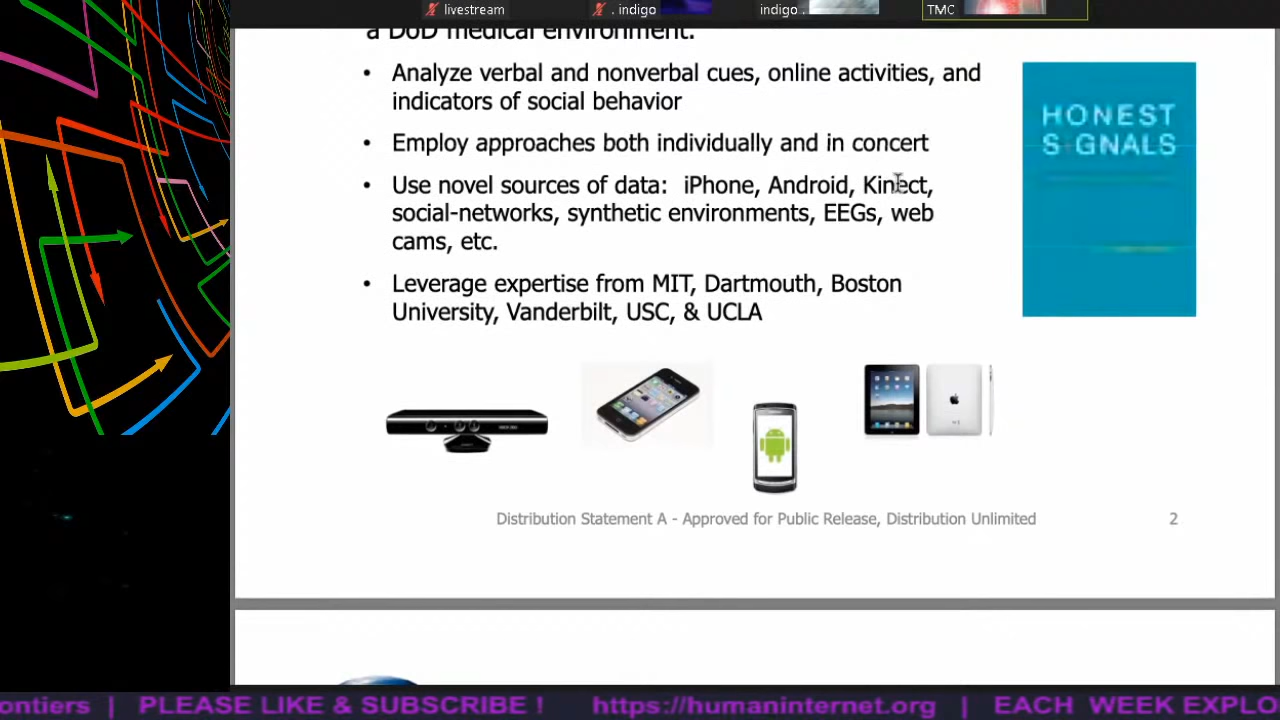 livestream
. indigo
indigo .
TMC
a DoD medical environment.
• Analyze verbal and nonverbal cues, online activities, and
indicators of social behavior
• Employ approaches both individually and in concert
• Use novel sources of data:  iPhone, Android, Kinect,
social-networks, synthetic environments, EEGs, web
cams, etc.
• Leverage expertise from MIT, Dartmouth, Boston
University, Vanderbilt, USC, & UCLA
HONEST
SIGNALS
Distribution Statement A - Approved for Public Release, Distribution Unlimited
2
ontiers | PLEASE LIKE & SUBSCRIBE ! https://humaninternet.org | EACH WEEK EXPLO